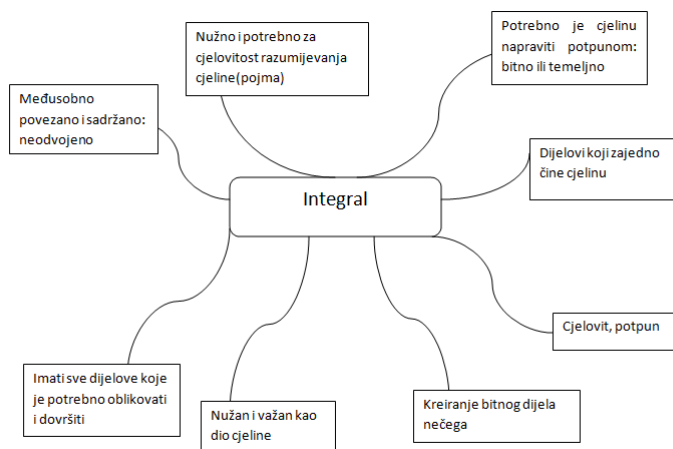 Nužno i potrebno za
cjelovitost razumijevanja
cjeline(pojma)
Potrebno je cjelinu
napraviti potpunom:
bitno ili temeljno
Međusobno
povezano i sadržano:
neodvojeno
Dijelovi koji zajedno
čine cjelinu
Integral
Cjelovit, potpun
Imati sve dijelove koje
je potrebno oblikovati
i dovršiti
Nužan i važan kao
dio cjeline
Kreiranje bitnog dijela
nečega